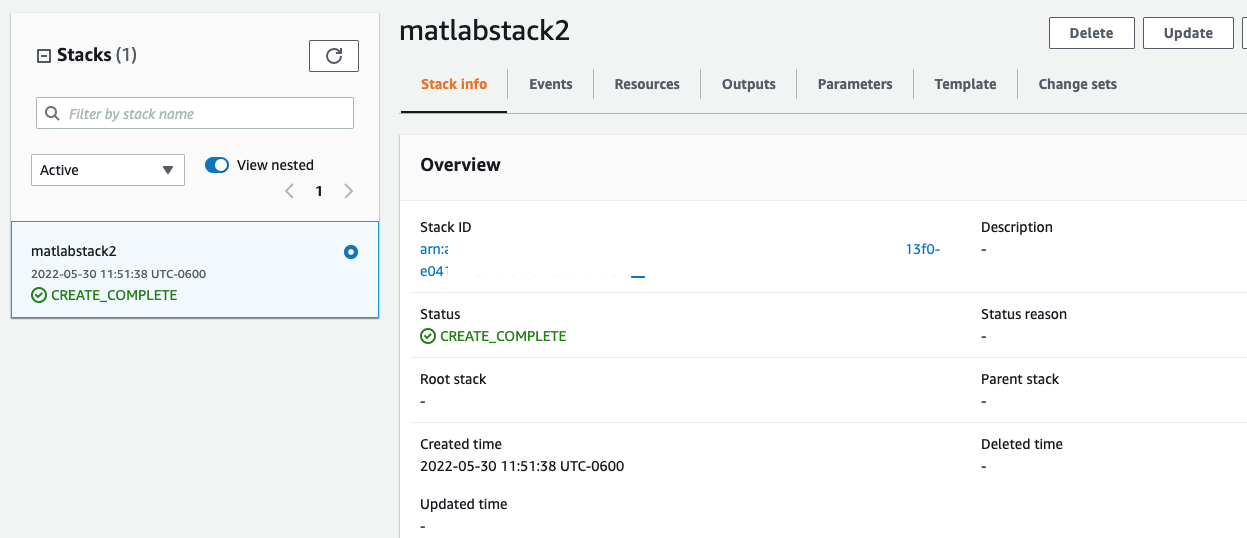 Stacks (1)
Filter by stack name
Active
View nested
1
matlabstack2
2022-05-30 11:51:38 UTC-0600
CREATE_COMPLETE
matlabstack2
Delete
Update
Stack info
Events
Resources
Outputs
Parameters
Template
Change sets
Overview
Stack ID
arn:a
13f0-
e041
Description
-
Status
CREATE_COMPLETE
Status reason
-
Root stack
-
Parent stack
-
Created time
2022-05-30 11:51:38 UTC-0600
Deleted time
-
Updated time
-